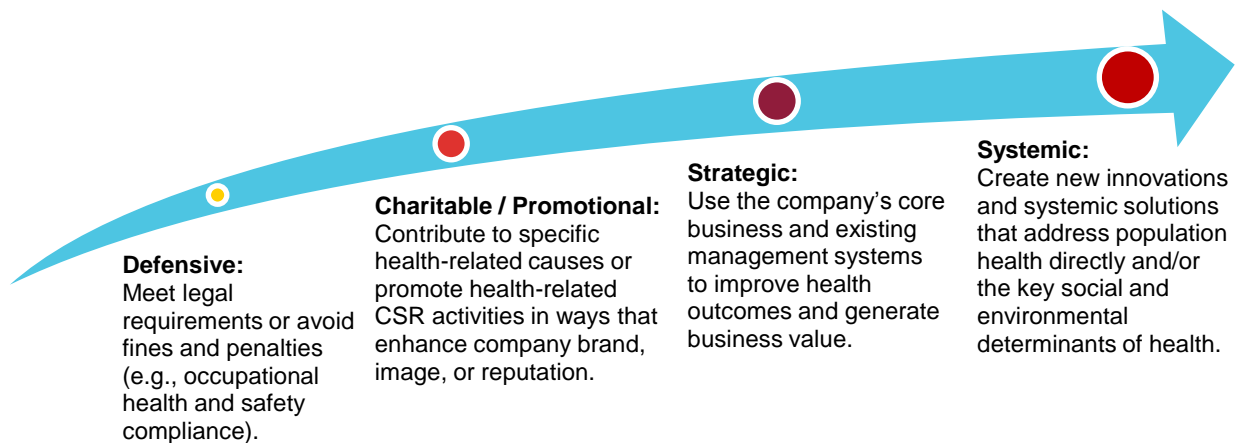 Defensive:
Meet legal
requirements or avoid
fines and penalties
(e.g., occupational
health and safety
compliance).
Charitable / Promotional:
Contribute to specific
health-related causes or
promote health-related
CSR activities in ways that
enhance company brand,
image, or reputation.
Strategic:
Use the company’s core
business and existing
management systems
to improve health
outcomes and generate
business value.
Systemic:
Create new innovations
and systemic solutions
that address population
health directly and/or
the key social and
environmental
determinants of health.